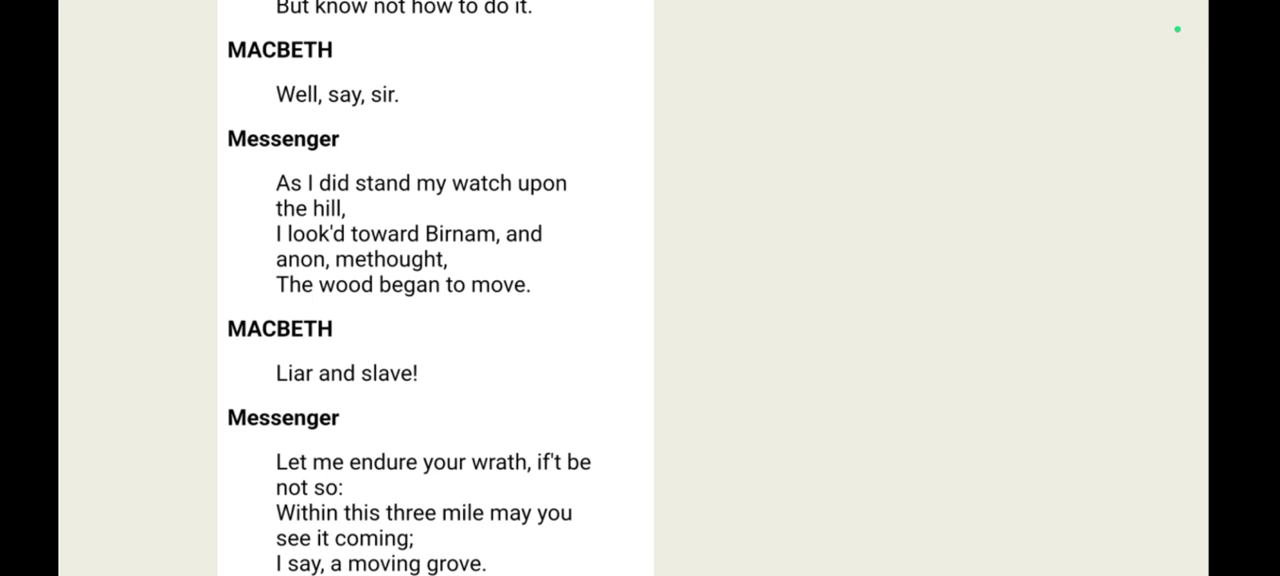 But know not how to do it.
MACBETH
Well, say, sir.
Messenger
As I did stand my watch upon
the hill,
I look'd toward Birnam, and
anon, methought,
The wood began to move.
MACBETH
Liar and slave!
Messenger
Let me endure your wrath, if't be
not so:
Within this three mile may you
see it coming;
I say, a moving grove.